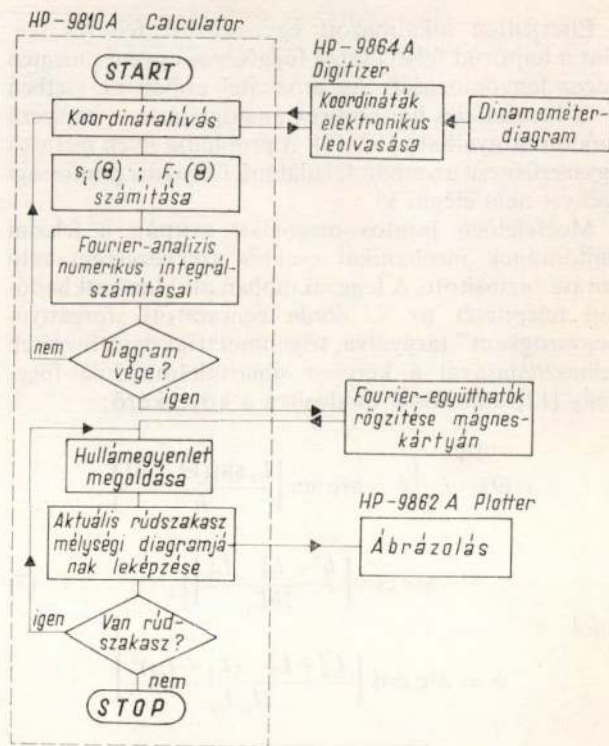 HP-9810A Calculator
START
Koordinátahívás
HP-9864A
Digitizer
Koordináták
elektronikus
leolvasása
Dinamométer-
diagram
s_i(Θ) ; F_i(Θ)
számítása
Fourier-analízis
numerikus integrál-
számításai
nem
Diagram
vége?
igen
Fourier-együtthatók
rögzítése mágnes-
kártyán
Hullámegyenlet
megoldása
HP-9862A Plotter
Aktuális rúdszakasz
mélységi diagramjá
nak leképzése
Ábrázolás
igen
Van rúd-
szakasz?
nem
STOP